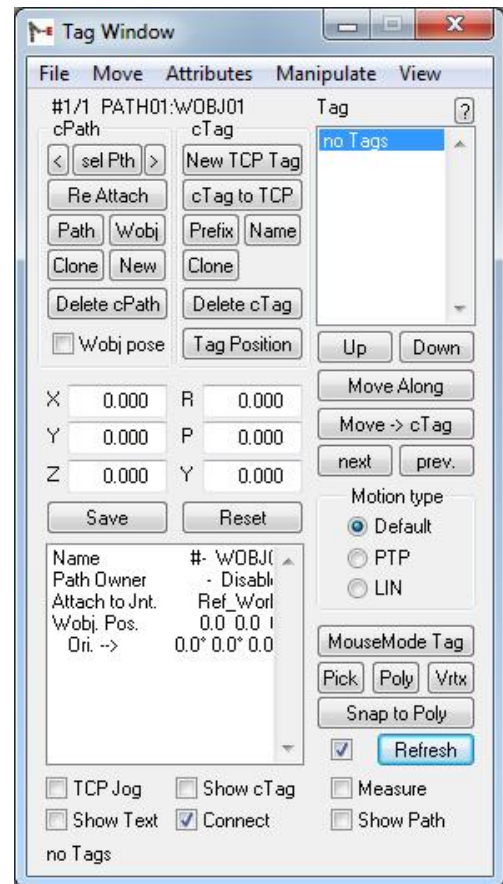 Tag Window
File Move Attributes Manipulate View
#1/1 PATH01:WOBJ01 Tag ?
cPath cTag no Tags
< sel Pth > New TCP Tag
Re Attach cTag to TCP
Path Wobj Prefix Name
Clone New Clone
Delete cPath Delete cTag
Wobj pose Tag Position Up Down
Move Along
X 0.000 R 0.000
Move -> cTag
Y 0.000 P 0.000
next prev.
Z 0.000 Y 0.000
Motion type
Save Reset Default
Name #- WOBJ( PTP
Path Owner - Disabl
Attach to Jnt. Ref_Worl LIN
Wobj. Pos. 0.0 0.0
Ori. --> 0.0° 0.0° 0.0
MouseMode Tag
Pick Poly Vrtx
Snap to Poly
Refresh
TCP Jog Show cTag Measure
Show Text Connect Show Path
no Tags